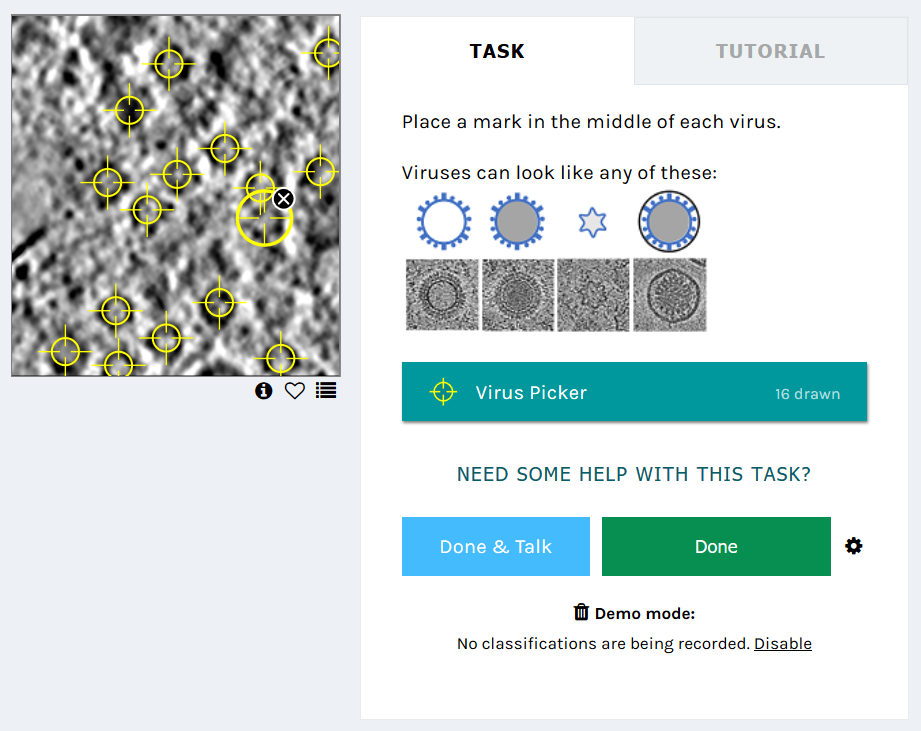 TASK
TUTORIAL
Place a mark in the middle of each virus.
Viruses can look like any of these:
Virus Picker
16 drawn
NEED SOME HELP WITH THIS TASK?
Done & Talk
Done
Demo mode:
No classifications are being recorded. Disable